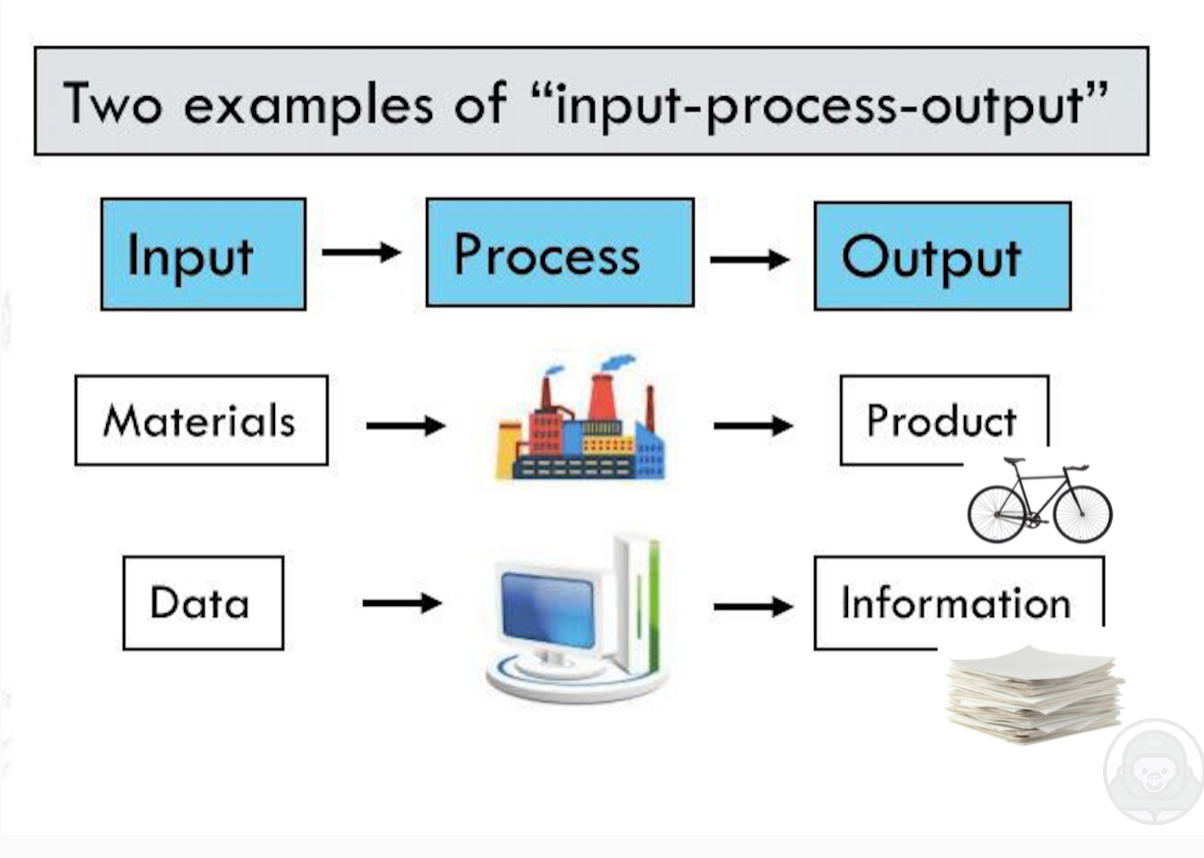 Two examples of “input-process-output”
Input
Process
Output
Materials
Product
Data
Information